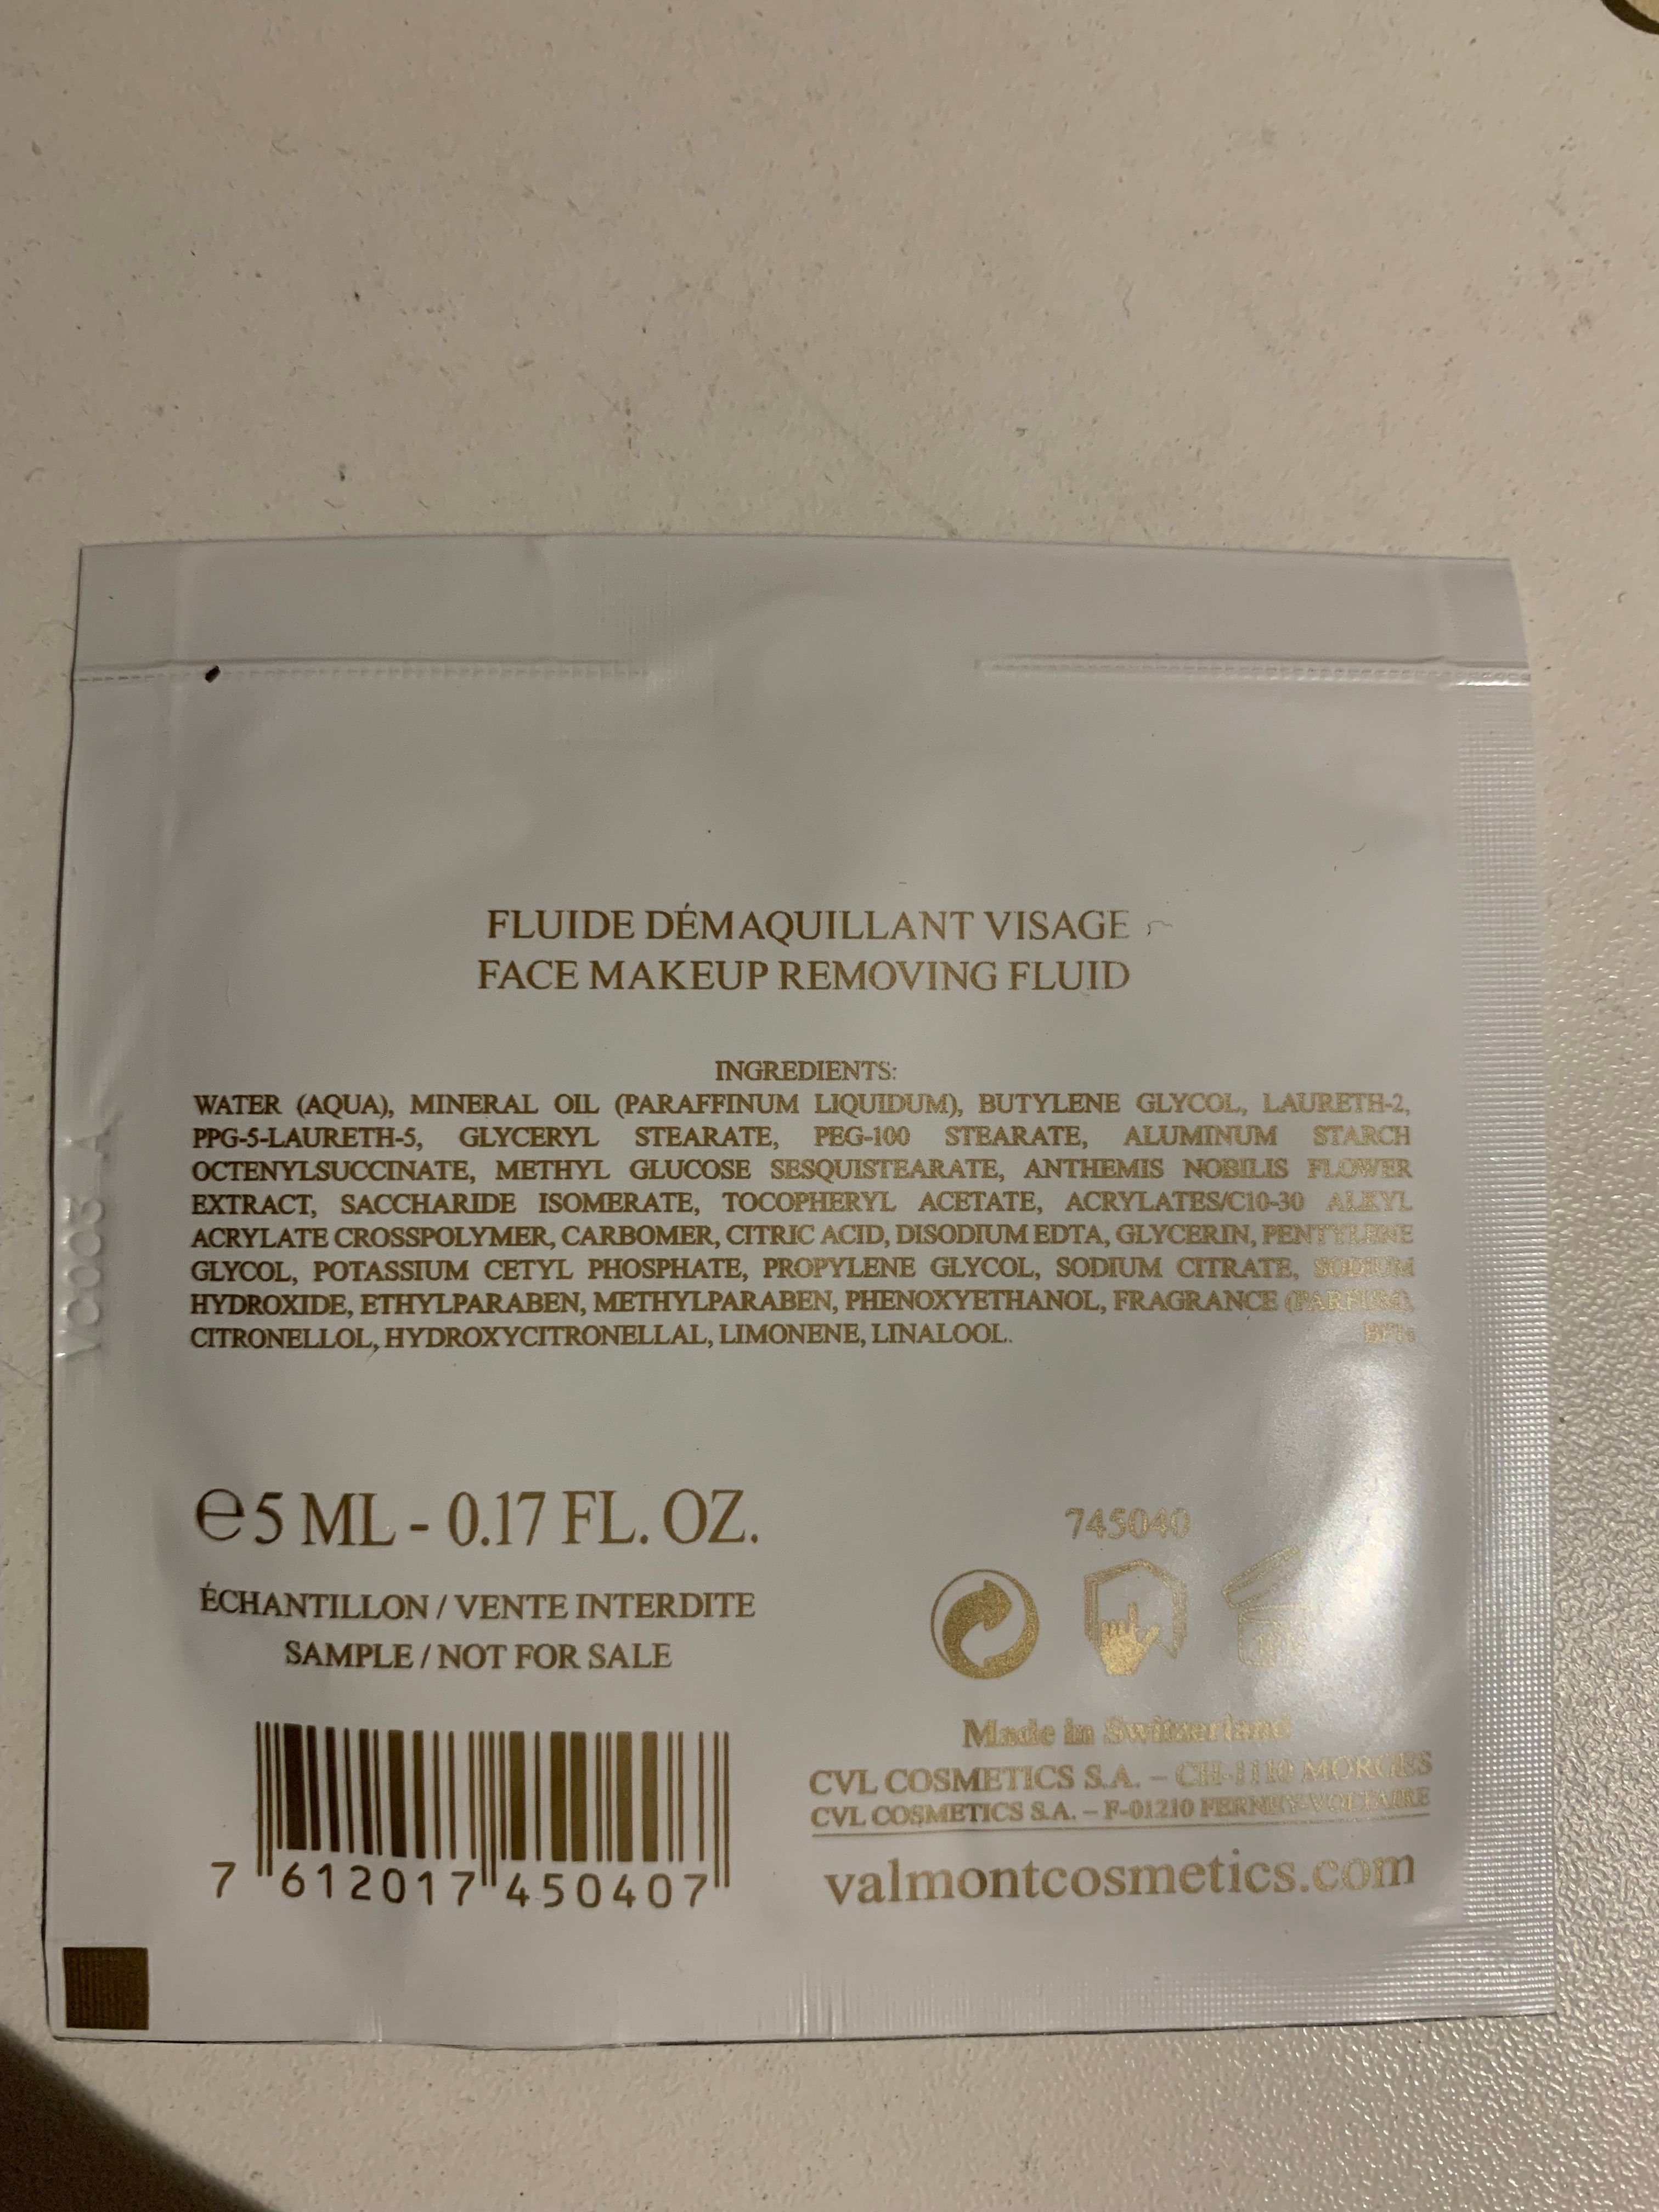 FLUIDE DÉMAQUILLANT VISAGE
FACE MAKEUP REMOVING FLUID
INGREDIENTS:
WATER (AQUA), MINERAL OIL (PARAFFINUM LIQUIDUM), BUTYLENE GLYCOL, LAURETH-2,
PPG-5-LAURETH-5, GLYCERYL STEARATE, PEG-100 STEARATE, ALUMINUM STARCH
OCTENYLSUCCINATE, METHYL GLUCOSE SESQUISTEARATE, ANTHEMIS NOBILIS FLOWER
EXTRACT, SACCHARIDE ISOMERATE, TOCOPHERYL ACETATE, ACRYLATES/C10-30 ALKYL
ACRYLATE CROSSPOLYMER, CARBOMER, CITRIC ACID, DISODIUM EDTA, GLYCERIN, PENTYLENE
GLYCOL, POTASSIUM CETYL PHOSPHATE, PROPYLENE GLYCOL, SODIUM CITRATE, SODIUM
HYDROXIDE, ETHYLPARABEN, METHYLPARABEN, PHENOXYETHANOL, FRAGRANCE (PARFUM),
CITRONELLOL, HYDROXYCITRONELLAL, LIMONENE, LINALOOL.
VC003 A
℮5 ML - 0.17 FL. OZ.
ÉCHANTILLON / VENTE INTERDITE
SAMPLE / NOT FOR SALE
7 612017 450407
745040
Made in Switzerland
CVL COSMETICS S.A. – CH-1110 MORGES
CVL COSMETICS S.A. – F-01210 FERNEY-VOLTAIRE
valmontcosmetics.com